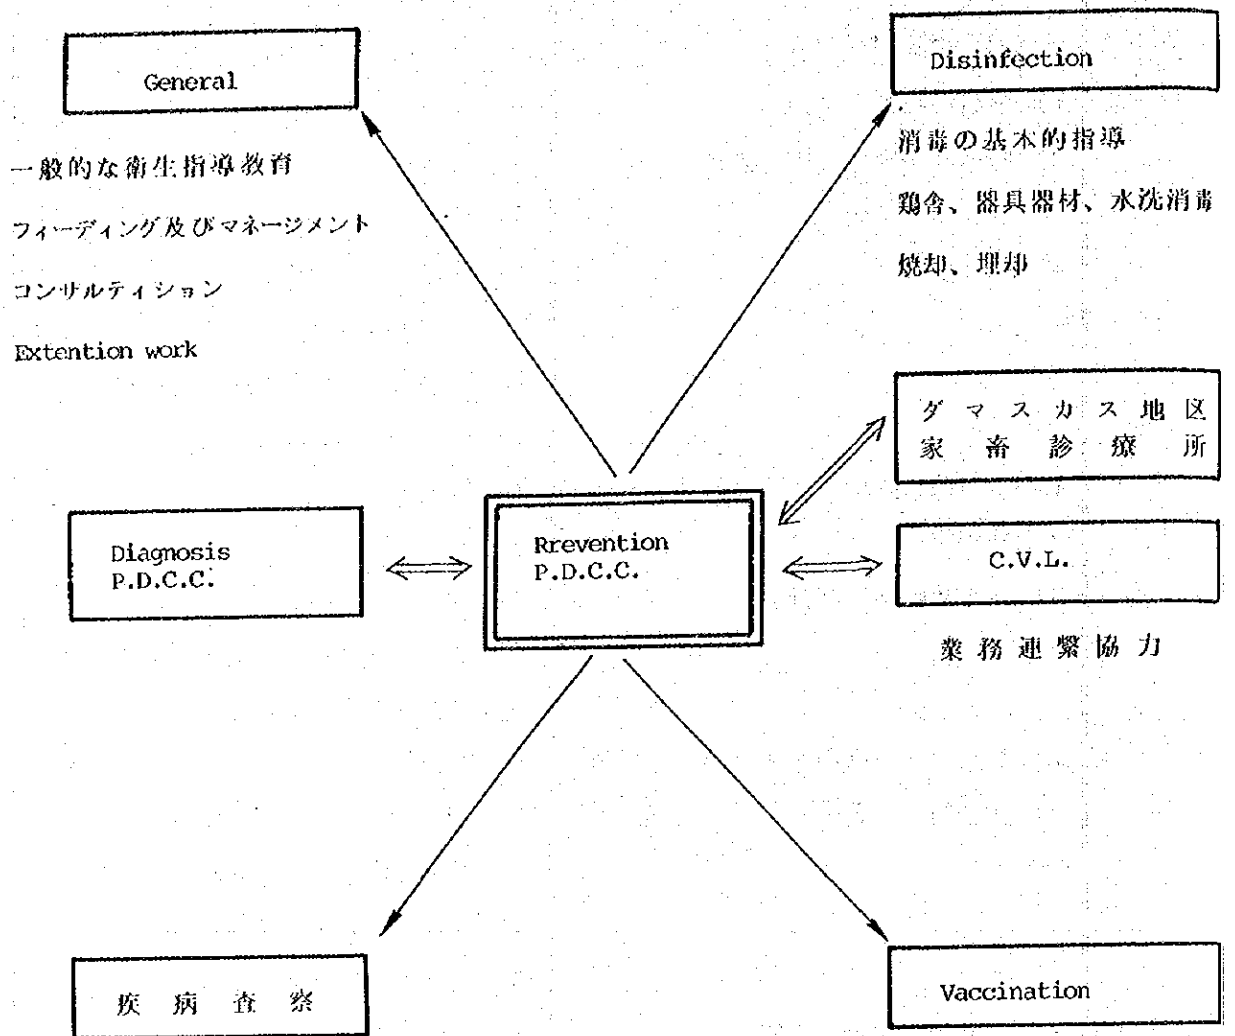 General
一般的な衛生指導教育
フィーディング及びマネージメント
コンサルティション
Extention work
Disinfection
消毒の基本的指導
鶏舎、器具器材、水洗消毒
焼却、埋却
ダマスカス地区
家畜診療所
Diagnosis
P.D.C.C.
Rrevention
P.D.C.C.
C.V.L.
業務連繋協力
疾病査察
Vaccination